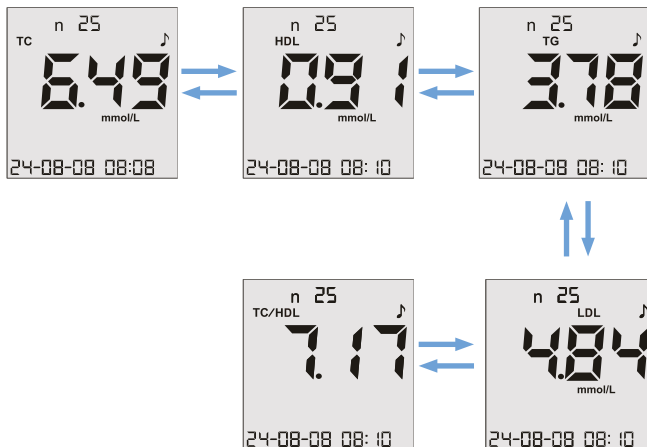 n 25
TC
6.49
mmol/L
24-08-08 08:08
n 25
HDL
0.91
mmol/L
24-08-08 08:10
n 25
TG
3.78
mmol/L
24-08-08 08:10
n 25
TC/HDL
7.17
24-08-08 08:10
n 25
LDL
4.84
mmol/L
24-08-08 08:10